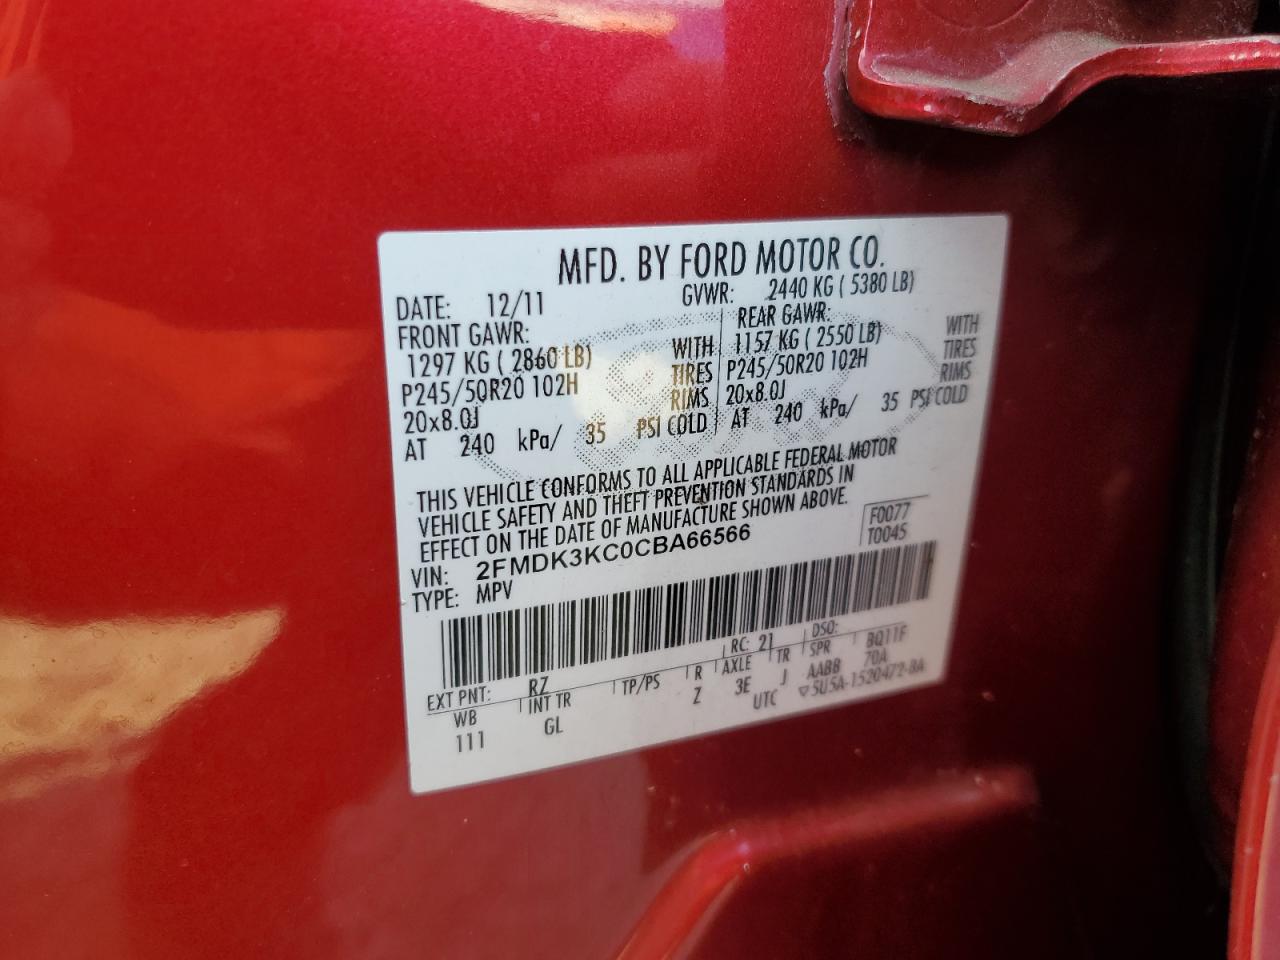 MFD. BY FORD MOTOR CO.
DATE: 12/11 GVWR: 2440 KG ( 5380 LB)
FRONT GAWR: REAR GAWR:
1297 KG ( 2860 LB) WITH 1157 KG ( 2550 LB) WITH
P245/50R20 102H TIRES P245/50R20 102H TIRES
20x8.0J RIMS 20x8.0J RIMS
AT 240 kPa/ 35 PSI COLD AT 240 kPa/ 35 PSI COLD
THIS VEHICLE CONFORMS TO ALL APPLICABLE FEDERAL MOTOR
VEHICLE SAFETY AND THEFT PREVENTION STANDARDS IN
EFFECT ON THE DATE OF MANUFACTURE SHOWN ABOVE.
VIN: 2FMDK3KC0CBA66566 F0077
TYPE: MPV T0045
EXT PNT: RZ RC: 21 DSO: BQ11F
WB INT TR TP/PS R AXLE TR SPR 70A
111 GL Z 3E J AABB
UTC ▽5U5A-1520472-BA